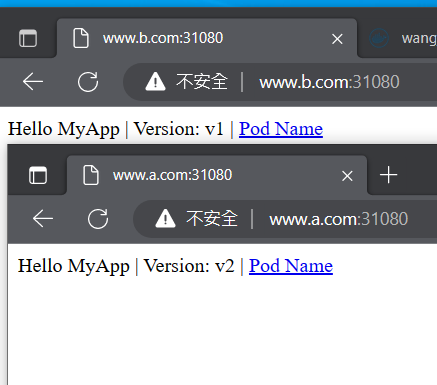 www.b.com:31080
wang
不安全 | www.b.com:31080
Hello MyApp | Version: v1 | Pod Name
www.a.com:31080
不安全 | www.a.com:31080
Hello MyApp | Version: v2 | Pod Name